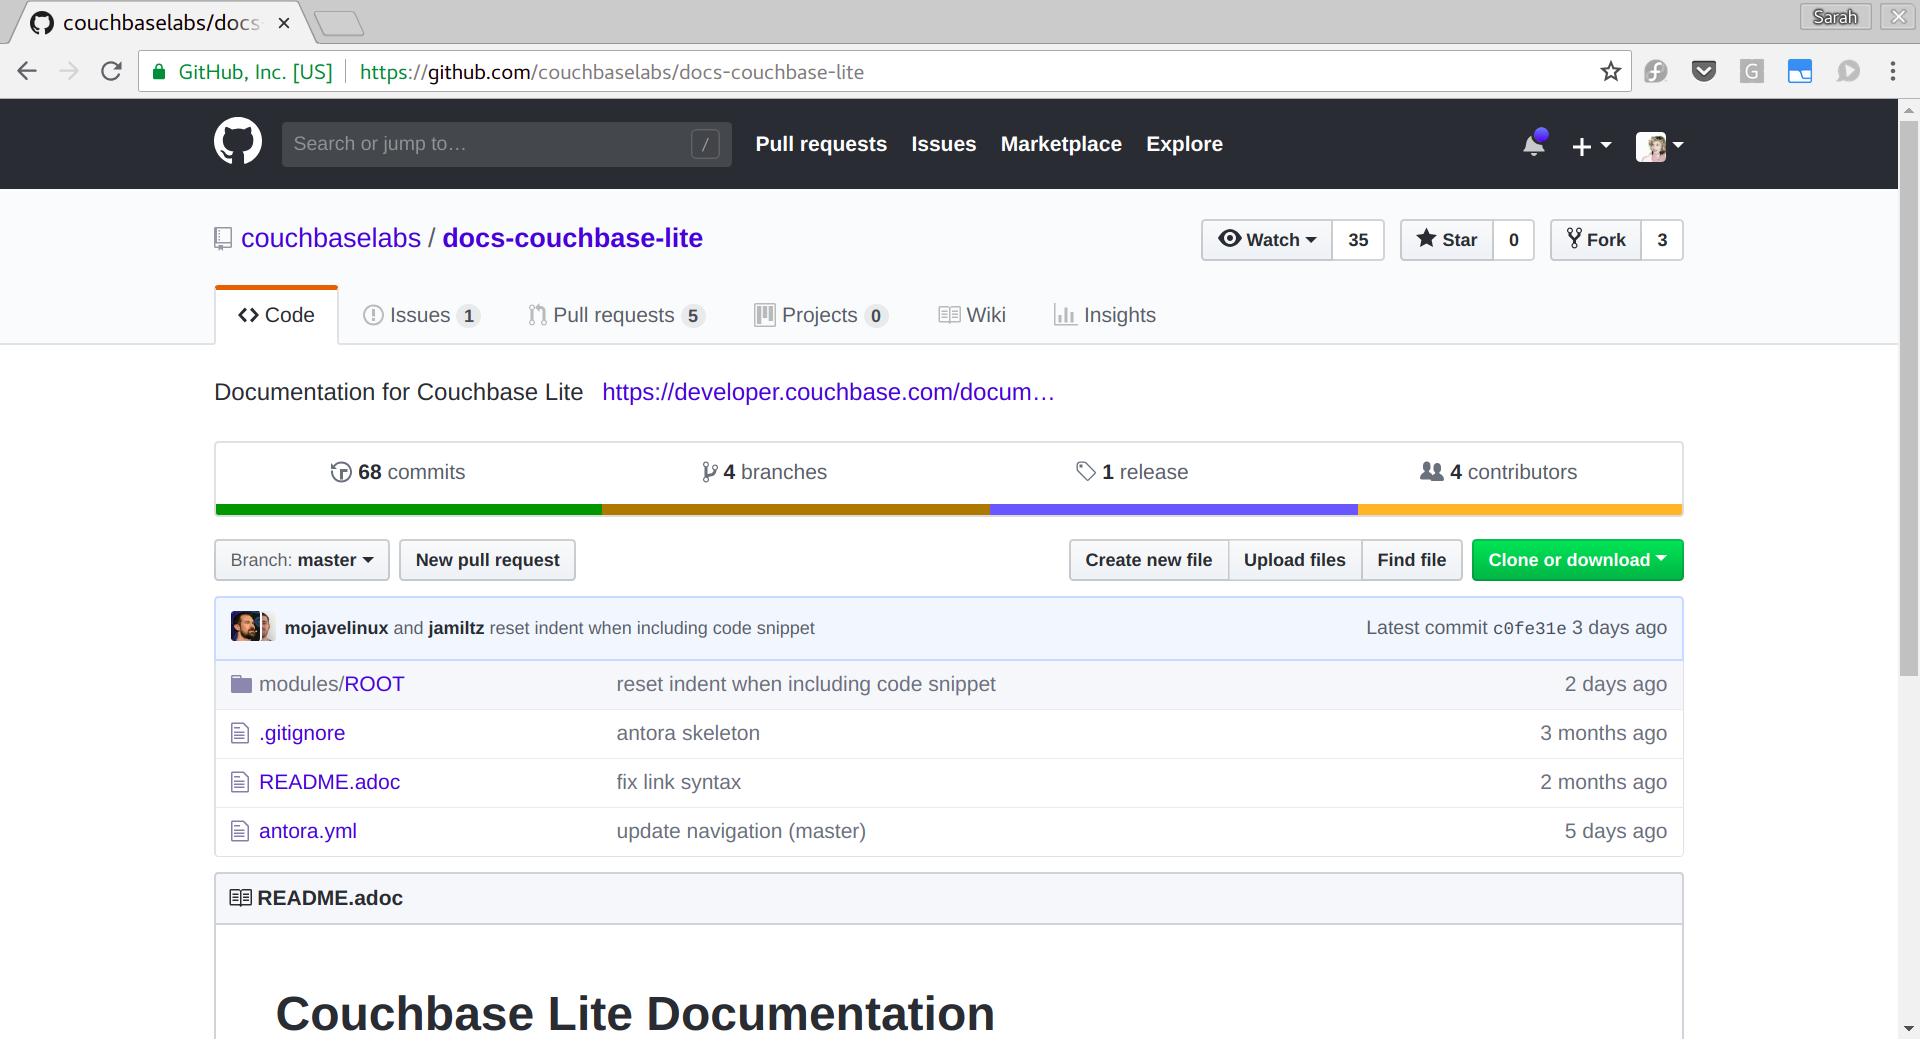 couchbaselabs/docs
Sarah
GitHub, Inc. [US] https://github.com/couchbaselabs/docs-couchbase-lite
G
Search or jump to… /
Pull requests Issues Marketplace Explore
couchbaselabs / docs-couchbase-lite
Watch 35 Star 0 Fork 3
Code Issues 1 Pull requests 5 Projects 0 Wiki Insights
Documentation for Couchbase Lite https://developer.couchbase.com/docum…
68 commits 4 branches 1 release 4 contributors
Branch: master New pull request Create new file Upload files Find file Clone or download
mojavelinux and jamiltz reset indent when including code snippet Latest commit c0fe31e 3 days ago
modules/ROOT reset indent when including code snippet 2 days ago
.gitignore antora skeleton 3 months ago
README.adoc fix link syntax 2 months ago
antora.yml update navigation (master) 5 days ago
README.adoc
Couchbase Lite Documentation